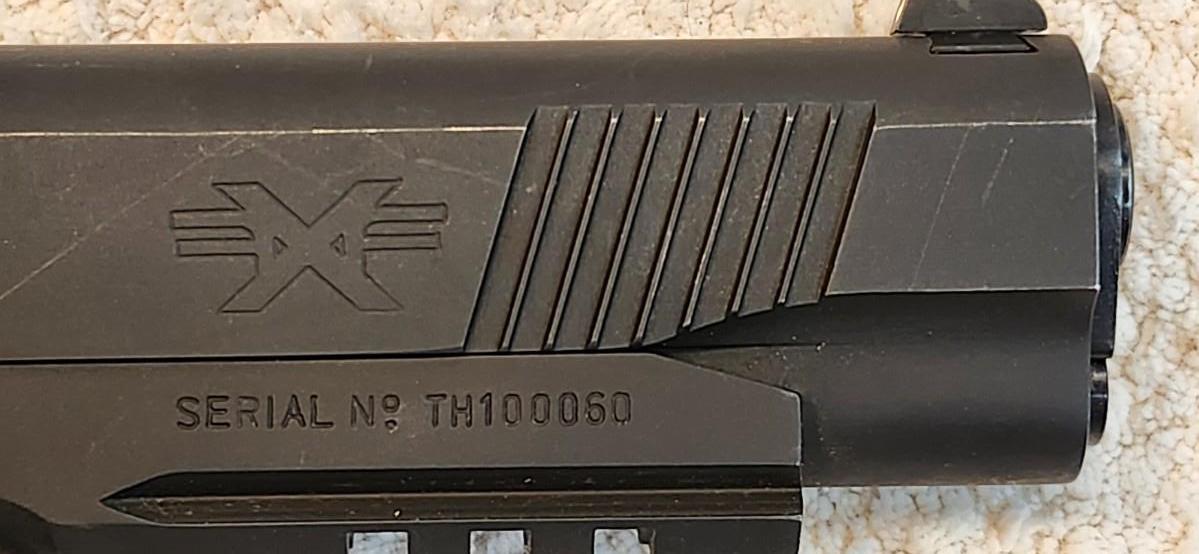 X
SERIAL Nº TH100060